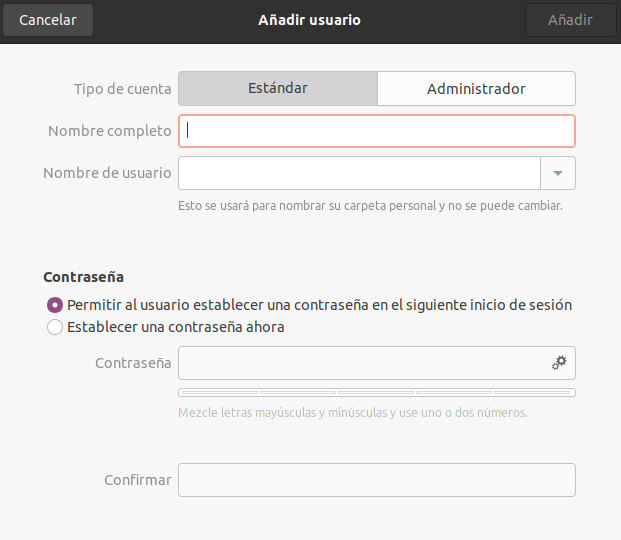 Cancelar Añadir usuario Añadir
Tipo de cuenta Estándar Administrador
Nombre completo
Nombre de usuario
Esto se usará para nombrar su carpeta personal y no se puede cambiar.
Contraseña
Permitir al usuario establecer una contraseña en el siguiente inicio de sesión
Establecer una contraseña ahora
Contraseña
Mezcle letras mayúsculas y minúsculas y use uno o dos números.
Confirmar